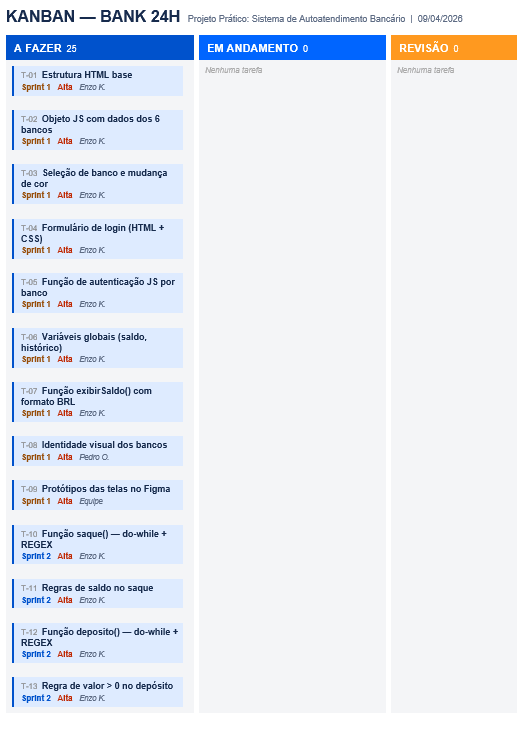 KANBAN — BANK 24H Projeto Prático: Sistema de Autoatendimento Bancário | 09/04/2026
A FAZER 25
EM ANDAMENTO 0
REVISÃO 0
Nenhuma tarefa
Nenhuma tarefa
T-01 Estrutura HTML base
Sprint 1 Alta Enzo K.
T-02 Objeto JS com dados dos 6
bancos
Sprint 1 Alta Enzo K.
T-03 Seleção de banco e mudança
de cor
Sprint 1 Alta Enzo K.
T-04 Formulário de login (HTML +
CSS)
Sprint 1 Alta Enzo K.
T-05 Função de autenticação JS por
banco
Sprint 1 Alta Enzo K.
T-06 Variáveis globais (saldo,
histórico)
Sprint 1 Alta Enzo K.
T-07 Função exibirSaldo() com
formato BRL
Sprint 1 Alta Enzo K.
T-08 Identidade visual dos bancos
Sprint 1 Alta Pedro O.
T-09 Protótipos das telas no Figma
Sprint 1 Alta Equipe
T-10 Função saque() — do-while +
REGEX
Sprint 2 Alta Enzo K.
T-11 Regras de saldo no saque
Sprint 2 Alta Enzo K.
T-12 Função deposito() — do-while +
REGEX
Sprint 2 Alta Enzo K.
T-13 Regra de valor > 0 no depósito
Sprint 2 Alta Enzo K.